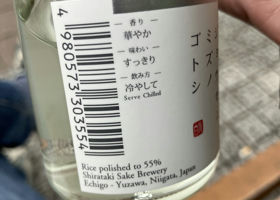 香り
華やか
味わい
すっきり
飲み方
冷やして
Serve Chilled
ミズノ
ゴトシ
4 980573 303554
Rice polished to 55%
Shirataki Sake Brewery
Echigo - Yuzawa, Niigata, Japan